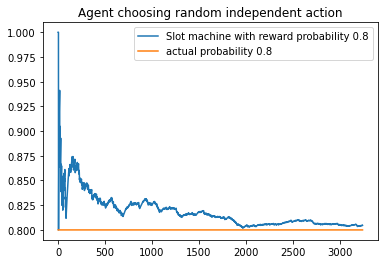 Agent choosing random independent action
Slot machine with reward probability 0.8
actual probability 0.8
1.000
0.975
0.950
0.925
0.900
0.875
0.850
0.825
0.800
0 500 1000 1500 2000 2500 3000